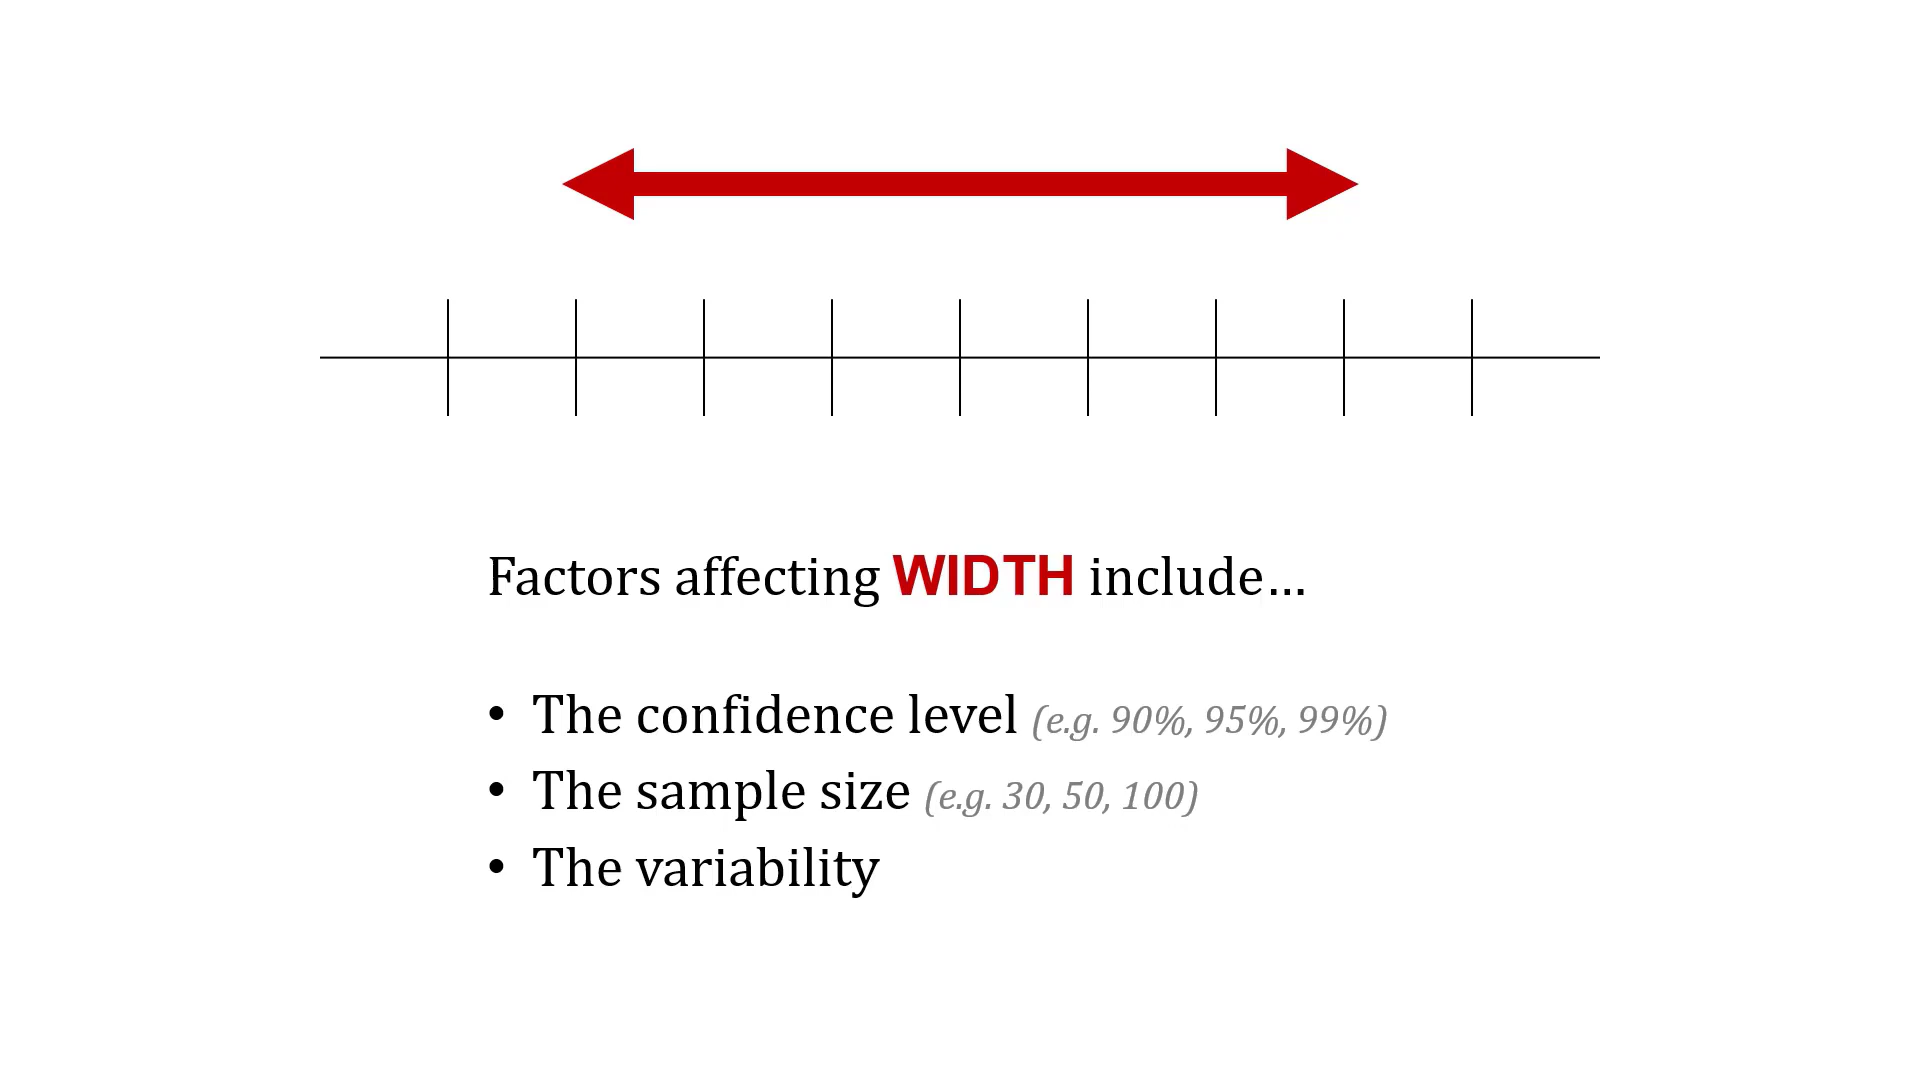 Factors affecting WIDTH include…
• The confidence level (e.g. 90%, 95%, 99%)
• The sample size (e.g. 30, 50, 100)
• The variability